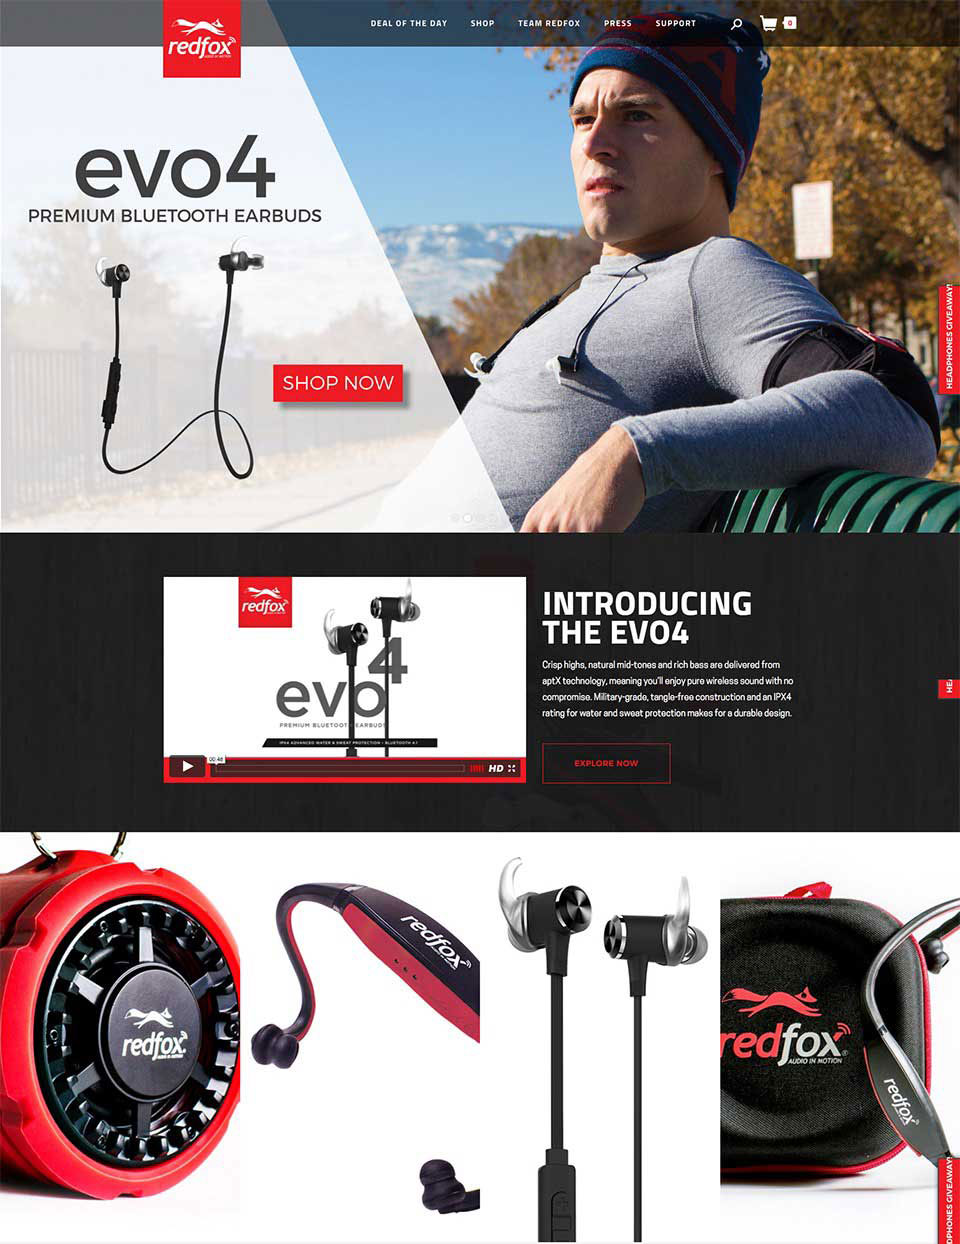 redfox
AUDIO IN MOTION
DEAL OF THE DAY
SHOP
TEAM REDFOX
PRESS
SUPPORT
0
evo4
PREMIUM BLUETOOTH EARBUDS
SHOP NOW
HEADPHONES GIVEAWAY!
redfox
evo4
PREMIUM BLUETOOTH EARBUDS
IPX4 ADVANCED WATER & SWEAT PROTECTION - BLUETOOTH 4.1
00:48
HD
INTRODUCING
THE EVO4
Crisp highs, natural mid-tones and rich bass are delivered from
aptX technology, meaning you'll enjoy pure wireless sound with no
compromise. Military-grade, tangle-free construction and an IPX4
rating for water and sweat protection makes for a durable design.
EXPLORE NOW
HEA
redfox
AUDIO IN MOTION
redfox
redfox
AUDIO IN MOTION
redfox
DPHONES GIVEAWAY!